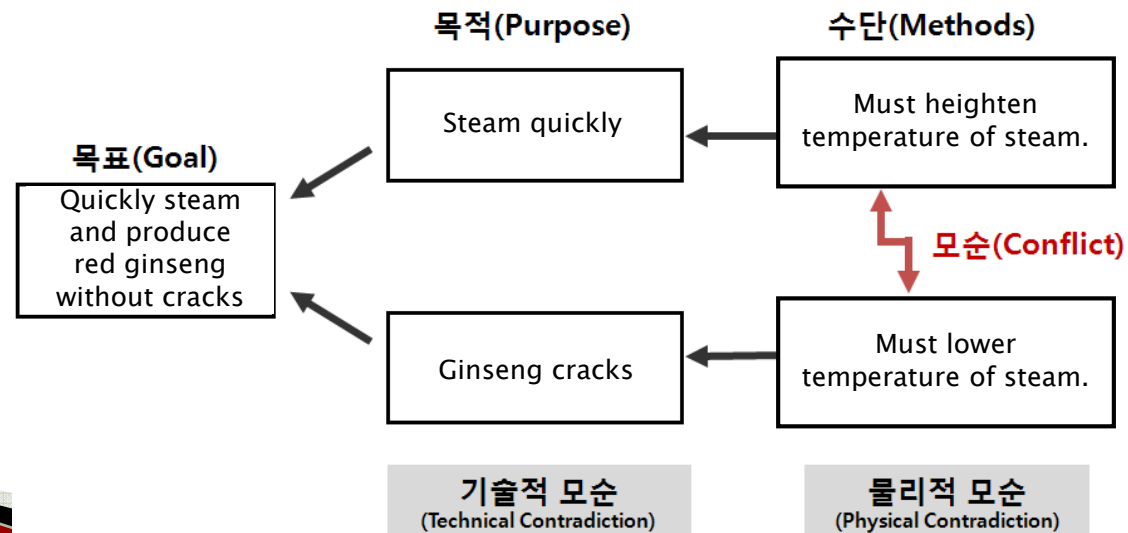 목적(Purpose)
수단(Methods)
Steam quickly
Must heighten
temperature of steam.
목표(Goal)
Quickly steam
and produce
red ginseng
without cracks
모순(Conflict)
Ginseng cracks
Must lower
temperature of steam.
기술적 모순
(Technical Contradiction)
물리적 모순
(Physical Contradiction)